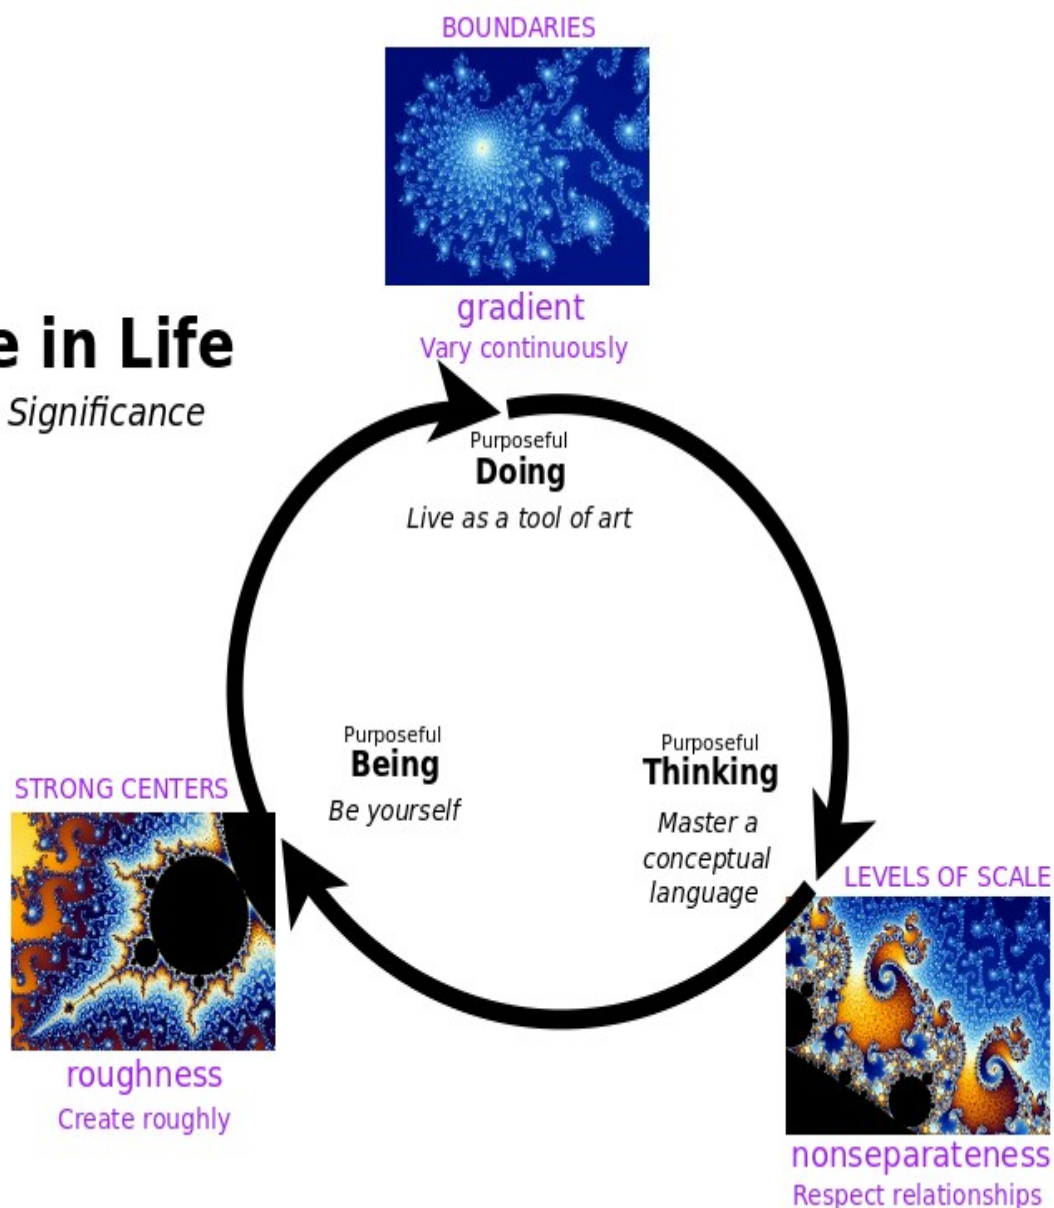 BOUNDARIES
gradient
Vary continuously
e in Life
Significance
Purposeful
Doing
Live as a tool of art
Purposeful
Being
Be yourself
Purposeful
Thinking
Master a
conceptual
language
STRONG CENTERS
roughness
Create roughly
LEVELS OF SCALE
nonseparateness
Respect relationships